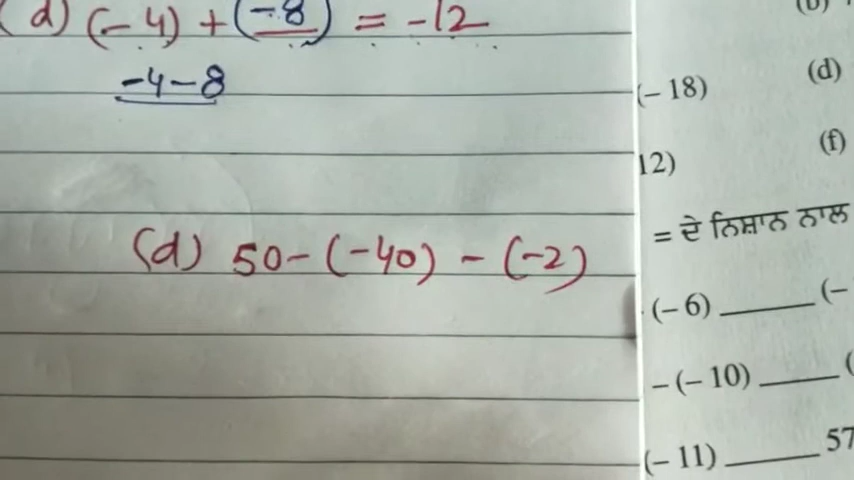 (d) (-4) + (-8) = -12
-4-8
(d) 50-(-40) - (-2)
(b)
(– 18) (d)
12) (f)
= ਦੇ ਨਿਸ਼ਾਨ ਨਾਲ
(– 6) ______ (–
– (– 10) ______ (
(– 11) ______ 57